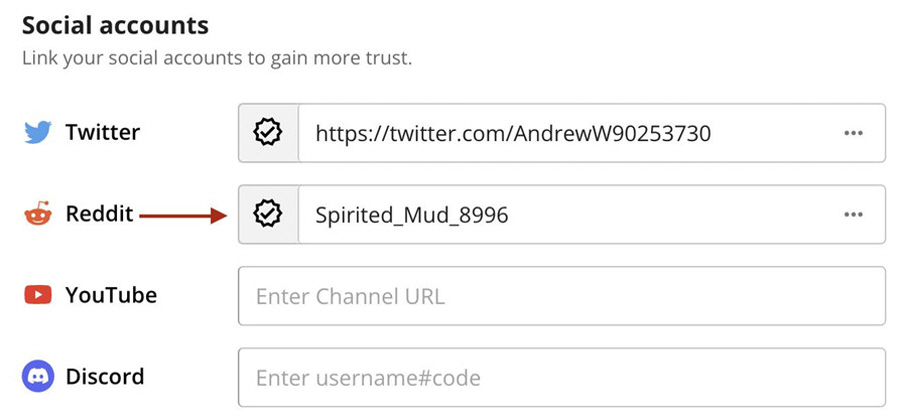 Social accounts
Link your social accounts to gain more trust.
Twitter https://twitter.com/AndrewW90253730
Reddit Spirited_Mud_8996
YouTube Enter Channel URL
Discord Enter username#code